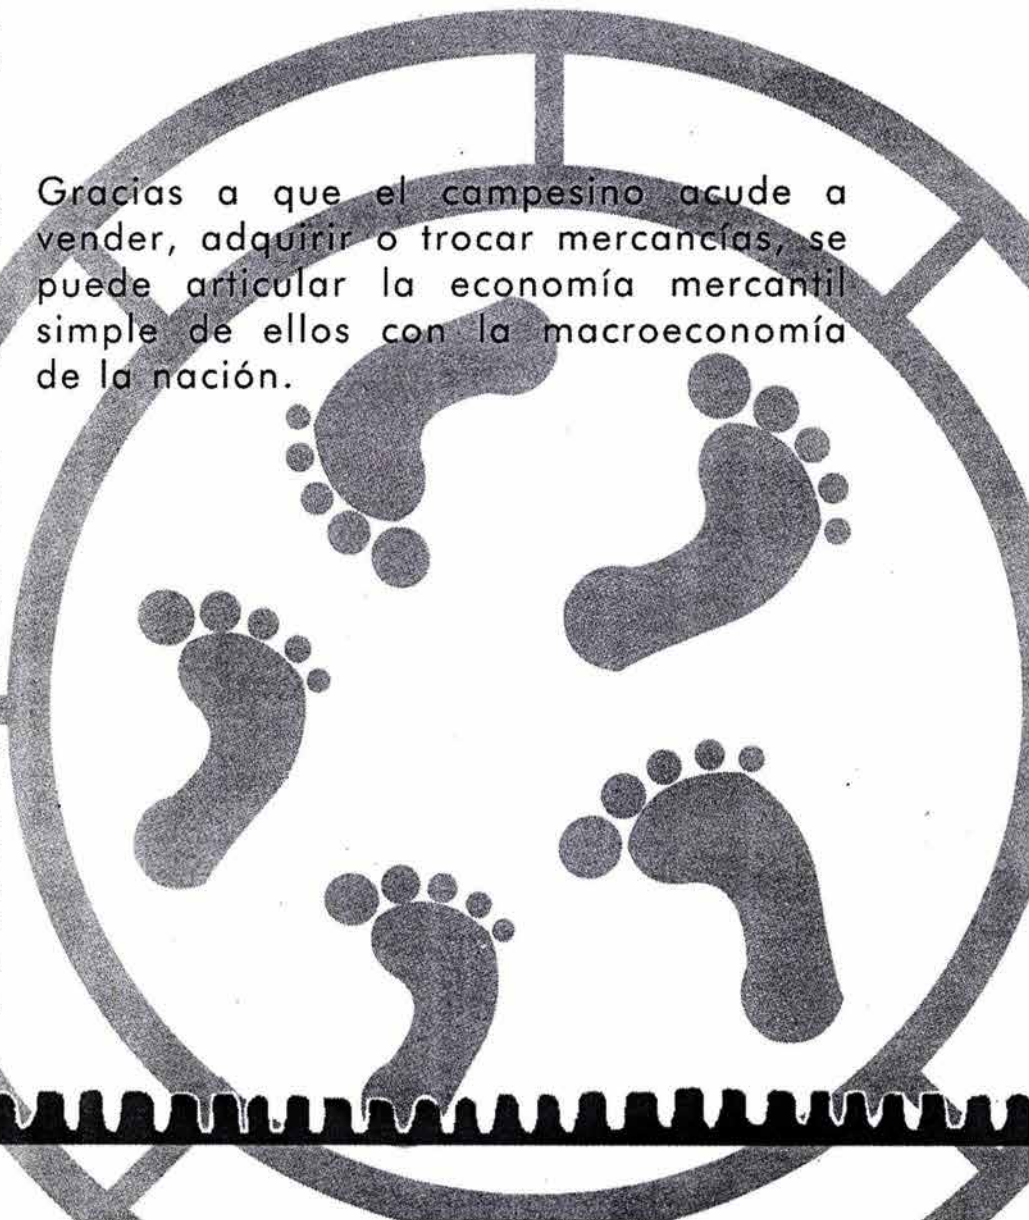 Gracias a que el campesino acude a
vender, adquirir o trocar mercancías, se
puede articular la economía mercantil
simple de ellos con la macroeconomía
de la nación.